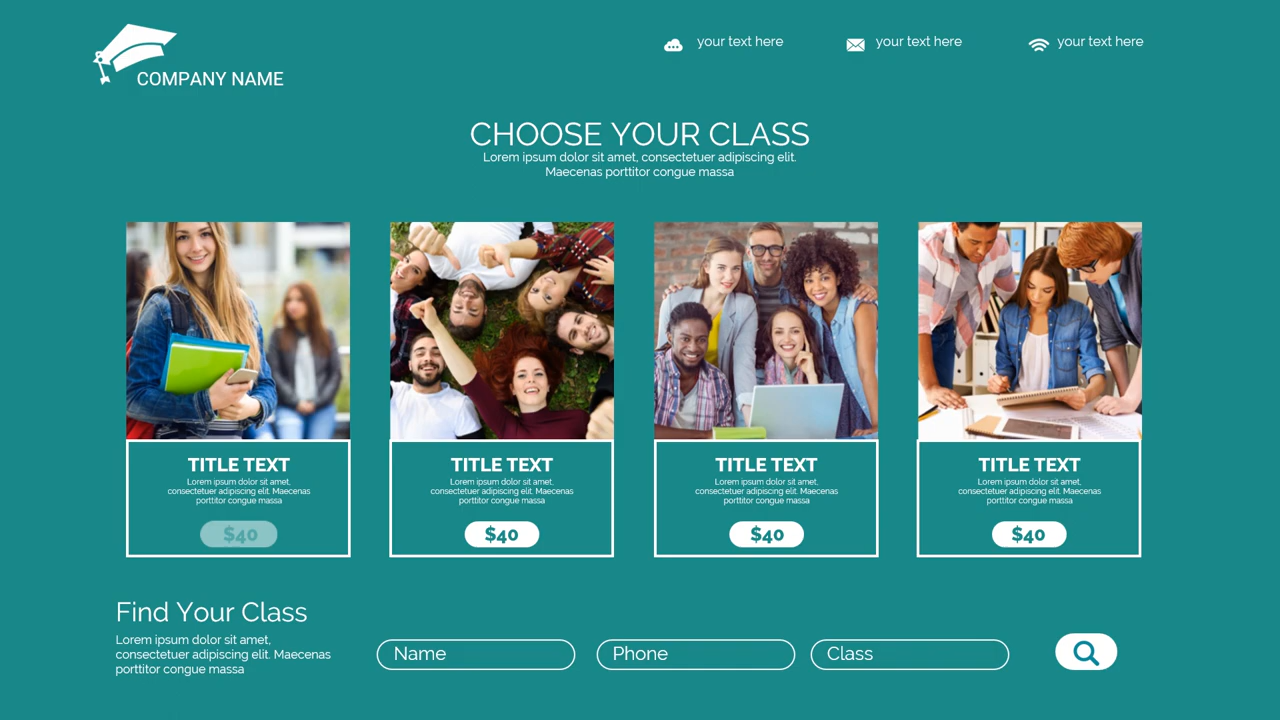 COMPANY NAME
your text here
your text here
your text here
CHOOSE YOUR CLASS
Lorem ipsum dolor sit amet, consectetuer adipiscing elit.
Maecenas porttitor congue massa
TITLE TEXT
Lorem ipsum dolor sit amet,
consectetuer adipiscing elit. Maecenas
porttitor congue massa
$40
TITLE TEXT
Lorem ipsum dolor sit amet,
consectetuer adipiscing elit. Maecenas
porttitor congue massa
$40
TITLE TEXT
Lorem ipsum dolor sit amet,
consectetuer adipiscing elit. Maecenas
porttitor congue massa
$40
TITLE TEXT
Lorem ipsum dolor sit amet,
consectetuer adipiscing elit. Maecenas
porttitor congue massa
$40
Find Your Class
Lorem ipsum dolor sit amet,
consectetuer adipiscing elit. Maecenas
porttitor congue massa
Name
Phone
Class